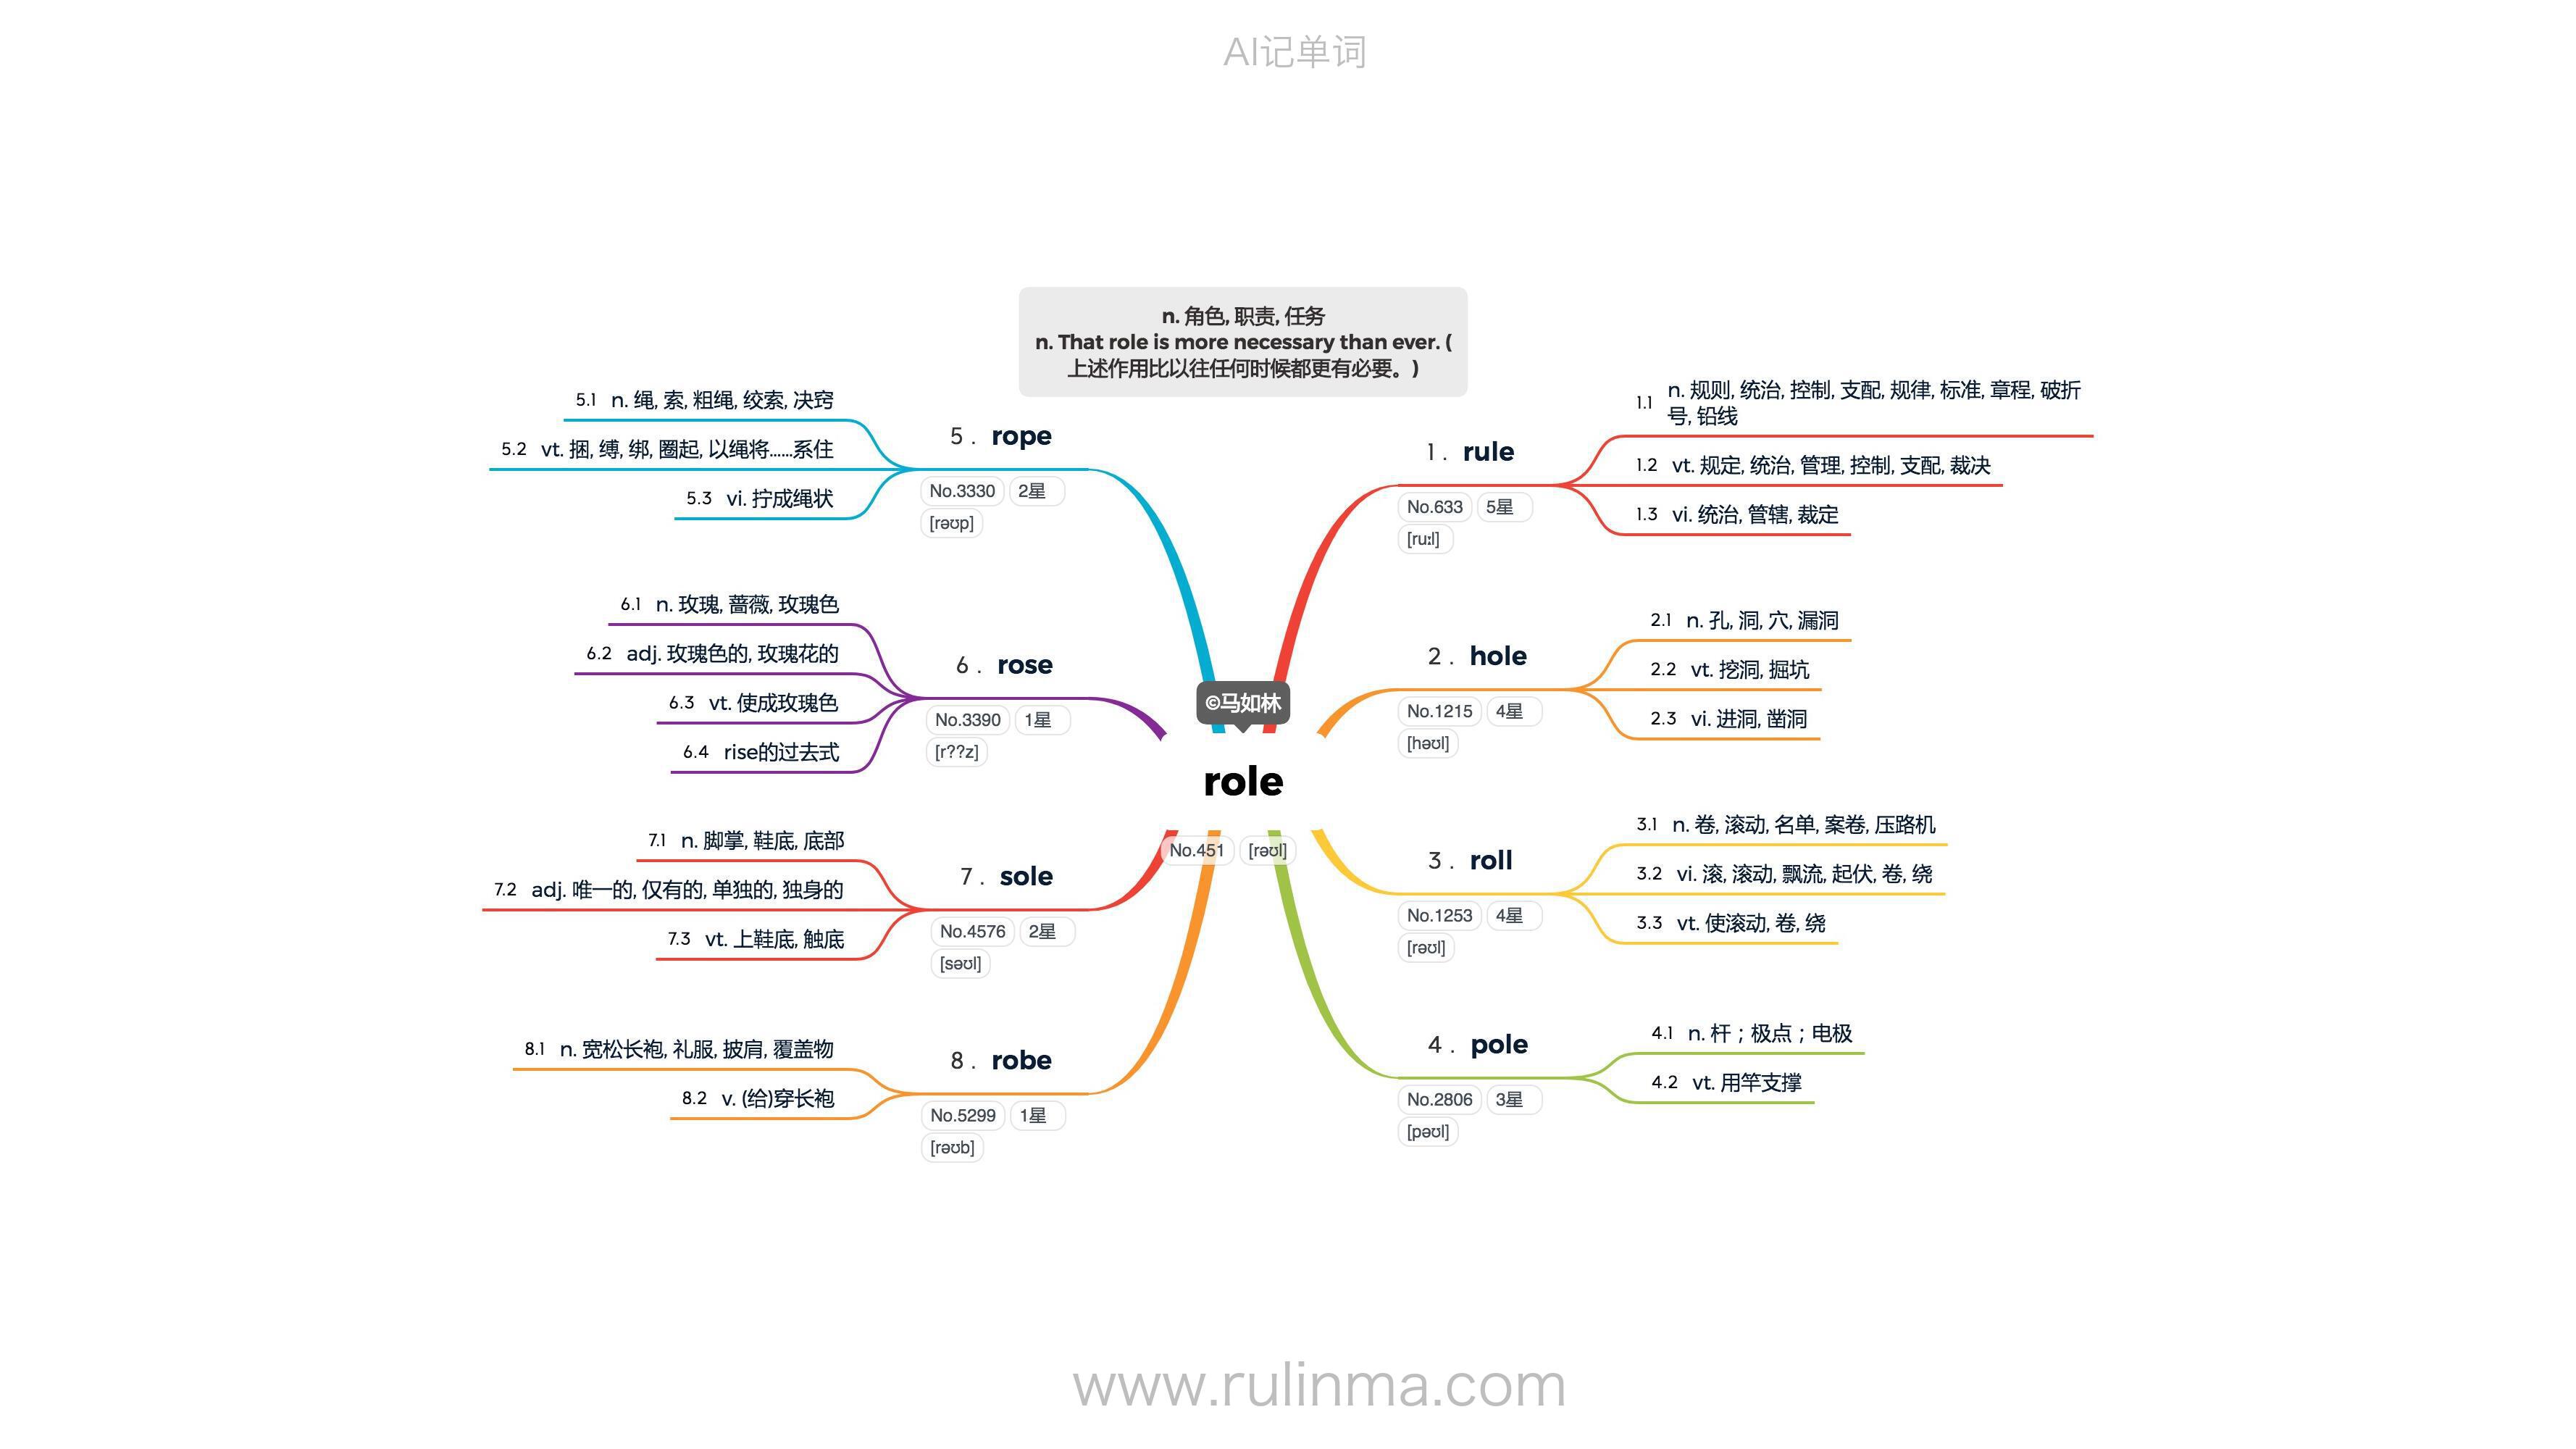 AI记单词
n. 角色, 职责, 任务
n. That role is more necessary than ever. (
上述作用比以往任何时候都更有必要。)
©马如林
role
No.451 [rəʊl]
1. rule
No.633 5星
[ruːl]
1.1 n. 规则, 统治, 控制, 支配, 规律, 标准, 章程, 破折
号, 铅线
1.2 vt. 规定, 统治, 管理, 控制, 支配, 裁决
1.3 vi. 统治, 管辖, 裁定
2. hole
No.1215 4星
[həʊl]
2.1 n. 孔, 洞, 穴, 漏洞
2.2 vt. 挖洞, 掘坑
2.3 vi. 进洞, 凿洞
3. roll
No.1253 4星
[rəʊl]
3.1 n. 卷, 滚动, 名单, 案卷, 压路机
3.2 vi. 滚, 滚动, 飘流, 起伏, 卷, 绕
3.3 vt. 使滚动, 卷, 绕
4. pole
No.2806 3星
[pəʊl]
4.1 n. 杆；极点；电极
4.2 vt. 用竿支撑
5. rope
No.3330 2星
[rəʊp]
5.1 n. 绳, 索, 粗绳, 绞索, 决窍
5.2 vt. 捆, 缚, 绑, 圈起, 以绳将……系住
5.3 vi. 拧成绳状
6. rose
No.3390 1星
[r??z]
6.1 n. 玫瑰, 蔷薇, 玫瑰色
6.2 adj. 玫瑰色的, 玫瑰花的
6.3 vt. 使成玫瑰色
6.4 rise的过去式
7. sole
No.4576 2星
[səʊl]
7.1 n. 脚掌, 鞋底, 底部
7.2 adj. 唯一的, 仅有的, 单独的, 独身的
7.3 vt. 上鞋底, 触底
8. robe
No.5299 1星
[rəʊb]
8.1 n. 宽松长袍, 礼服, 披肩, 覆盖物
8.2 v. (给)穿长袍
www.rulinma.com